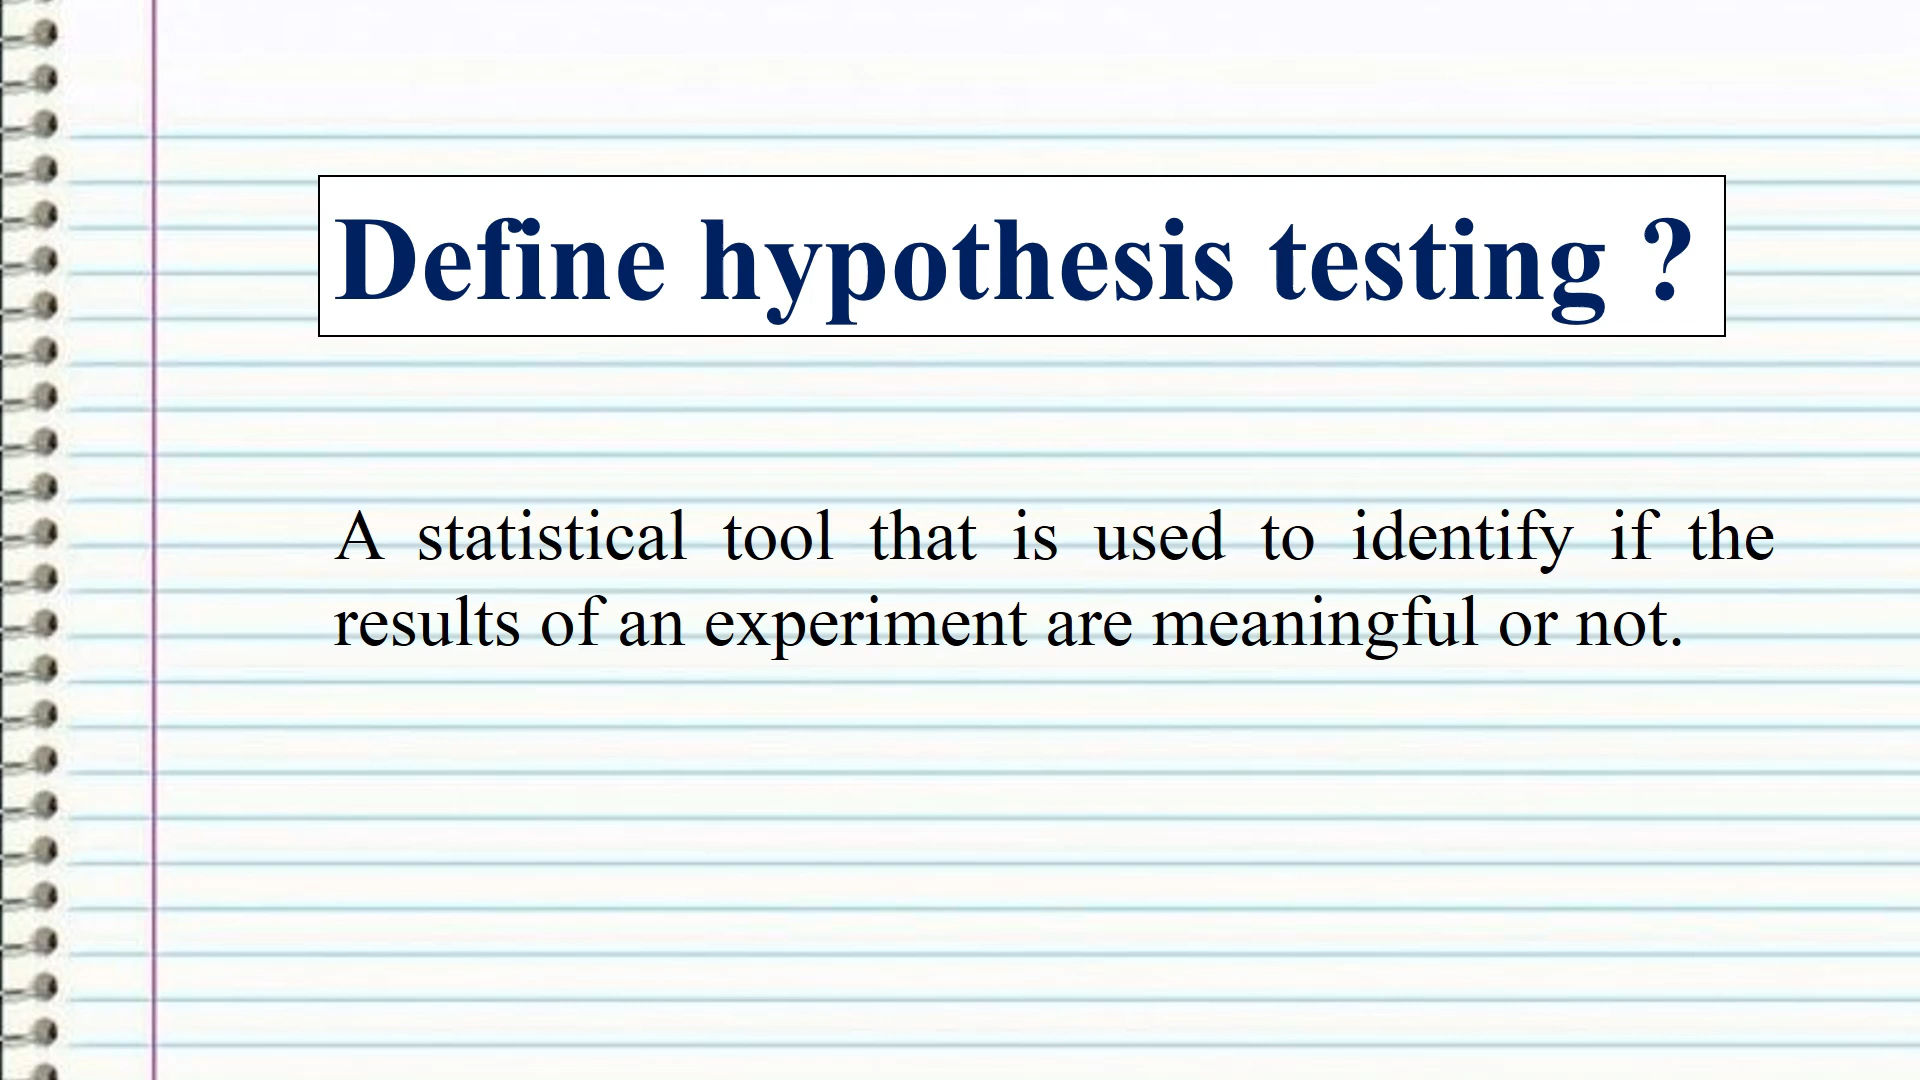 Define hypothesis testing ?
A statistical tool that is used to identify if the
results of an experiment are meaningful or not.